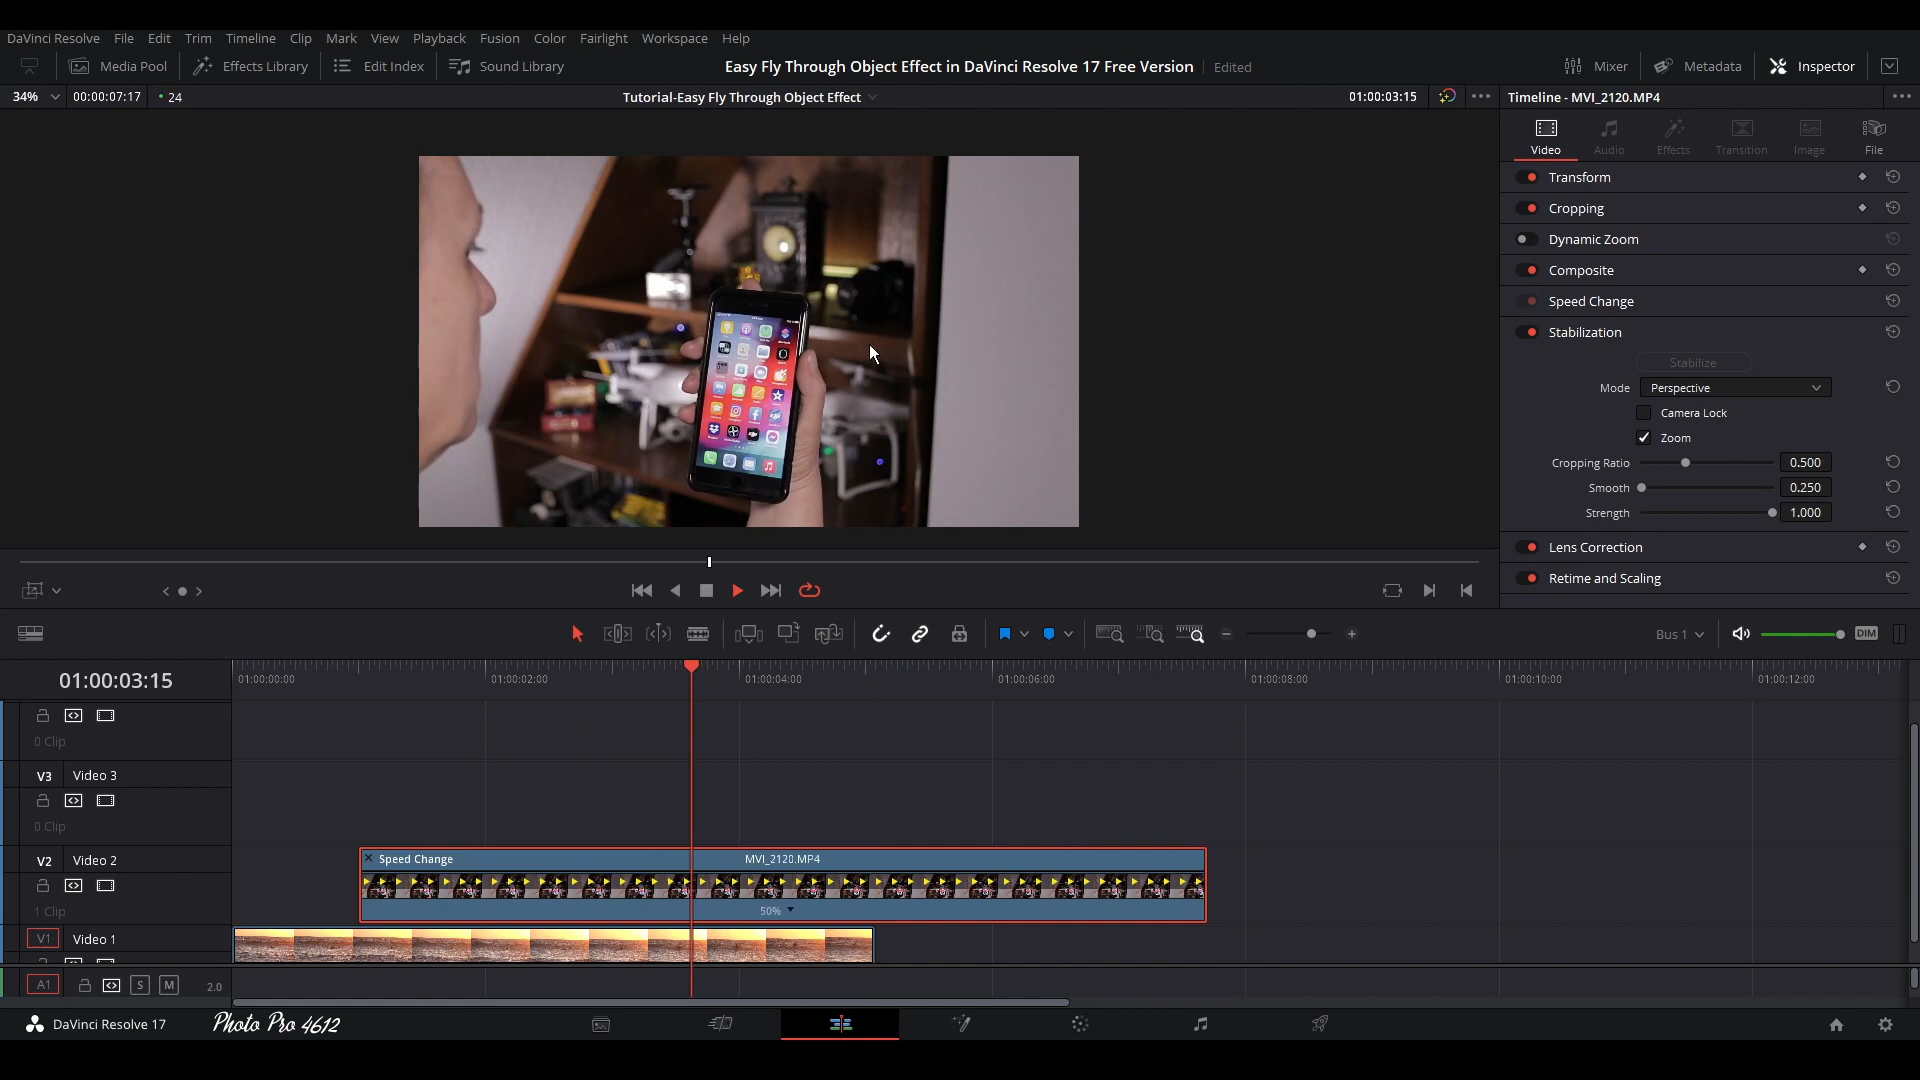 DaVinci Resolve File Edit Trim Timeline Clip Mark View Playback Fusion Color Fairlight Workspace Help
Media Pool Effects Library Edit Index Sound Library Easy Fly Through Object Effect in DaVinci Resolve 17 Free Version Edited Mixer Metadata Inspector
34% 00:00:07:17 24 Tutorial-Easy Fly Through Object Effect 01:00:03:15 Timeline - MVI_2120.MP4
Video Audio Effects Transition Image File
Transform
Cropping
Dynamic Zoom
Composite
Speed Change
Stabilization
Stabilize
Mode Perspective
Camera Lock
Zoom
Cropping Ratio 0.500
Smooth 0.250
Strength 1.000
Lens Correction
Retime and Scaling
Bus 1 DIM
01:00:03:15 01:00:00:00 01:00:02:00 01:00:04:00 01:00:06:00 01:00:08:00 01:00:10:00 01:00:12:00
0 Clip
V3 Video 3
0 Clip
V2 Video 2 Speed Change MVI_2120.MP4
1 Clip 50%
V1 Video 1
A1 S M 2.0
DaVinci Resolve 17 Photo Pro 4612